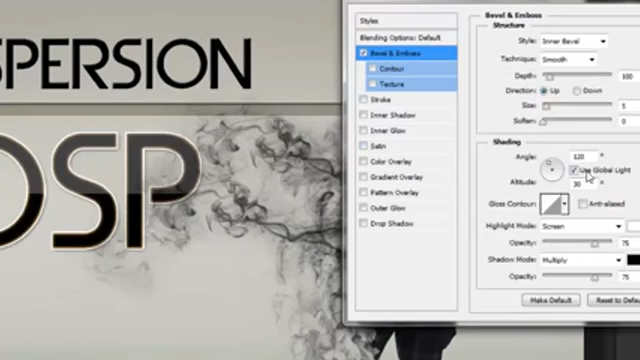 SPERSION
OSP
Styles
Blending Options: Default
Bevel & Emboss
Contour
Texture
Stroke
Inner Shadow
Inner Glow
Satin
Color Overlay
Gradient Overlay
Pattern Overlay
Outer Glow
Drop Shadow
Bevel & Emboss
Structure
Style: Inner Bevel
Technique: Smooth
Depth: 100
Direction: Up Down
Size: 5
Soften: 0
Shading
Angle: 120 °
Use Global Light
Altitude: 30 °
Gloss Contour: Anti-aliased
Highlight Mode: Screen
Opacity: 75
Shadow Mode: Multiply
Opacity: 75
Make Default Reset to Defau